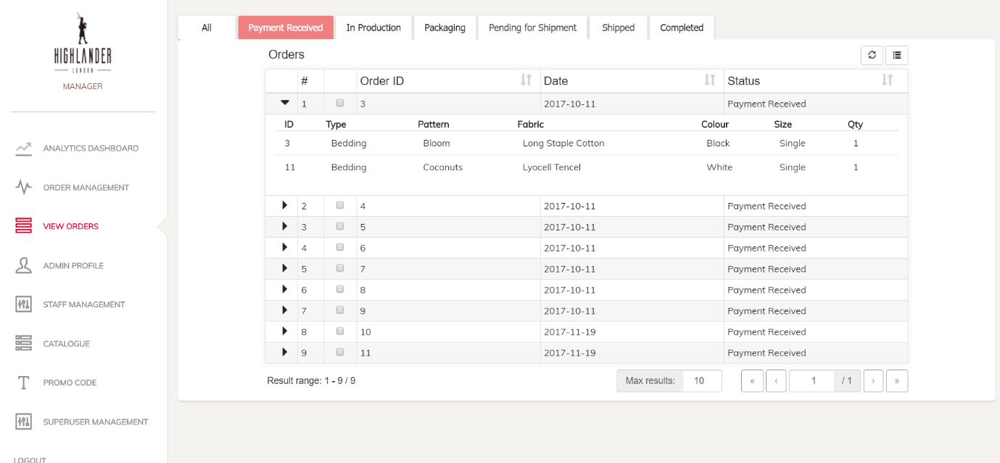 HIGHLANDER
LONDON
MANAGER
ANALYTICS DASHBOARD
ORDER MANAGEMENT
VIEW ORDERS
ADMIN PROFILE
STAFF MANAGEMENT
CATALOGUE
PROMO CODE
SUPERUSER MANAGEMENT
LOGOUT
All Payment Received In Production Packaging Pending for Shipment Shipped Completed
Orders
# Order ID Date Status
1 3 2017-10-11 Payment Received
ID Type Pattern Fabric Colour Size Qty
3 Bedding Bloom Long Staple Cotton Black Single 1
11 Bedding Coconuts Lyocell Tencel White Single 1
2 4 2017-10-11 Payment Received
3 5 2017-10-11 Payment Received
4 6 2017-10-11 Payment Received
5 7 2017-10-11 Payment Received
6 8 2017-10-11 Payment Received
7 9 2017-10-11 Payment Received
8 10 2017-11-19 Payment Received
9 11 2017-11-19 Payment Received
Result range: 1 - 9 / 9 Max results: 10 « ‹ 1 / 1 › »